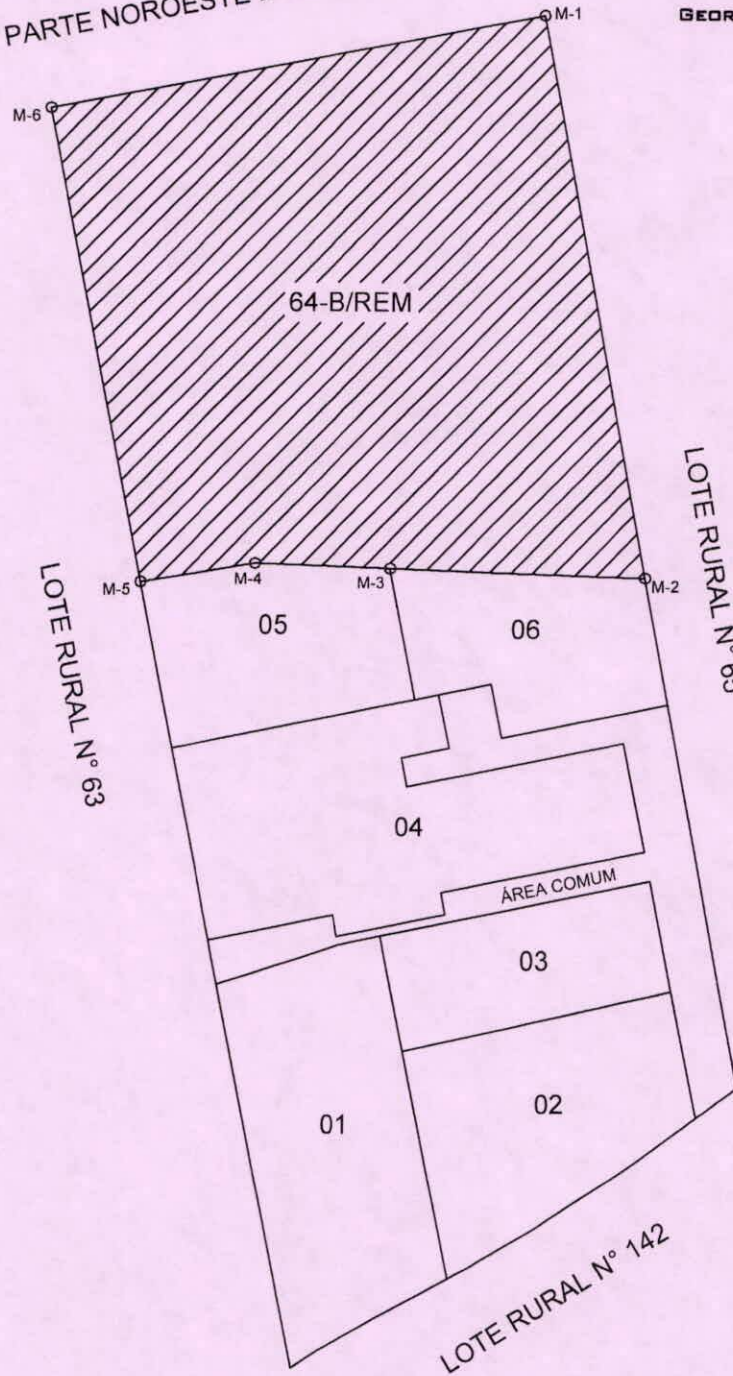 PARTE NOROESTE
M-1
M-6
64-B/REM
LOTE RURAL N° 65
LOTE RURAL N° 63
M-5
M-4
M-3
M-2
05
06
04
ÁREA COMUM
03
01
02
LOTE RURAL N° 142